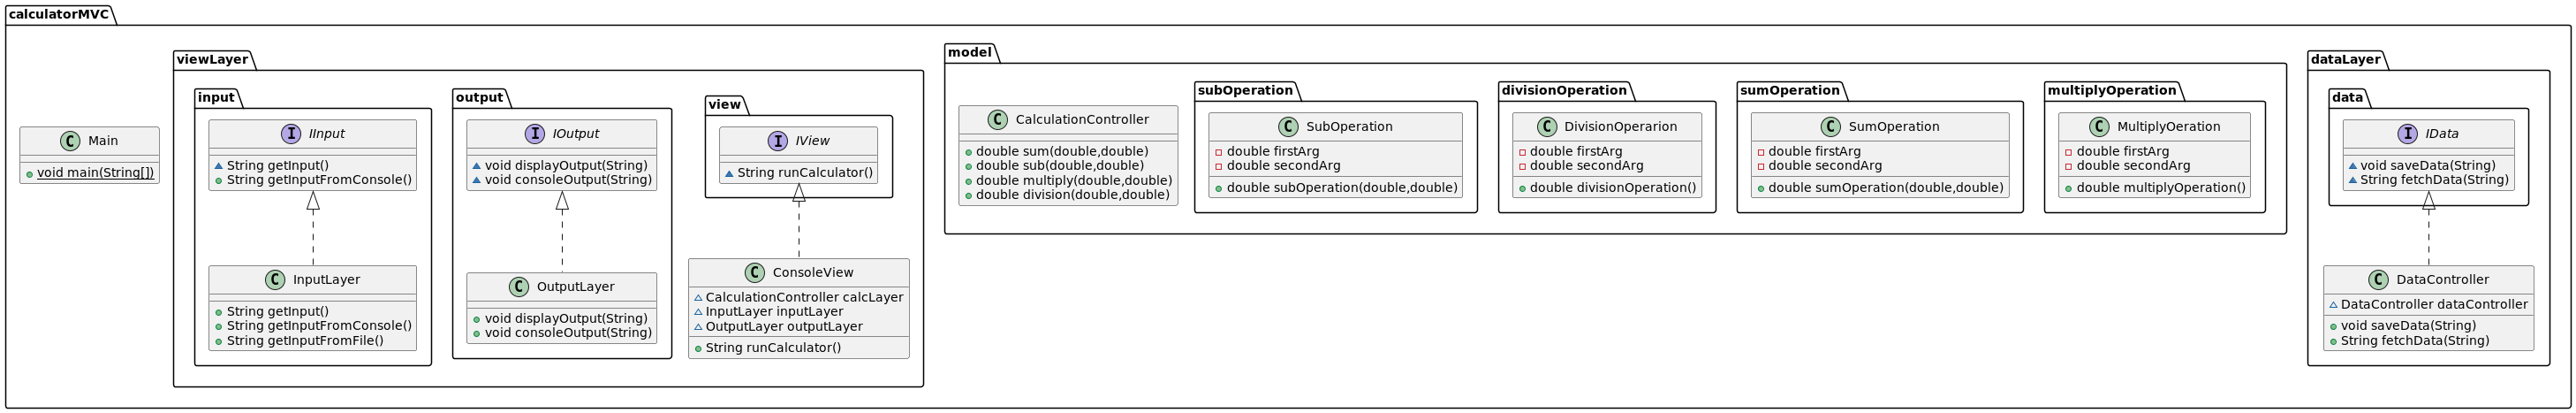 calculatorMVC
C Main
void main(String[])
viewLayer
input
I IInput
String getInput()
String getInputFromConsole()
C InputLayer
String getInput()
String getInputFromConsole()
String getInputFromFile()
output
I IOutput
void displayOutput(String)
void consoleOutput(String)
C OutputLayer
void displayOutput(String)
void consoleOutput(String)
view
I IView
String runCalculator()
C ConsoleView
CalculationController calcLayer
InputLayer inputLayer
OutputLayer outputLayer
String runCalculator()
model
C CalculationController
double sum(double,double)
double sub(double,double)
double multiply(double,double)
double division(double,double)
subOperation
C SubOperation
double firstArg
double secondArg
double subOperation(double,double)
divisionOperation
C DivisionOperarion
double firstArg
double secondArg
double divisionOperation()
sumOperation
C SumOperation
double firstArg
double secondArg
double sumOperation(double,double)
multiplyOperation
C MultiplyOeration
double firstArg
double secondArg
double multiplyOperation()
dataLayer
data
I IData
void saveData(String)
String fetchData(String)
C DataController
DataController dataController
void saveData(String)
String fetchData(String)